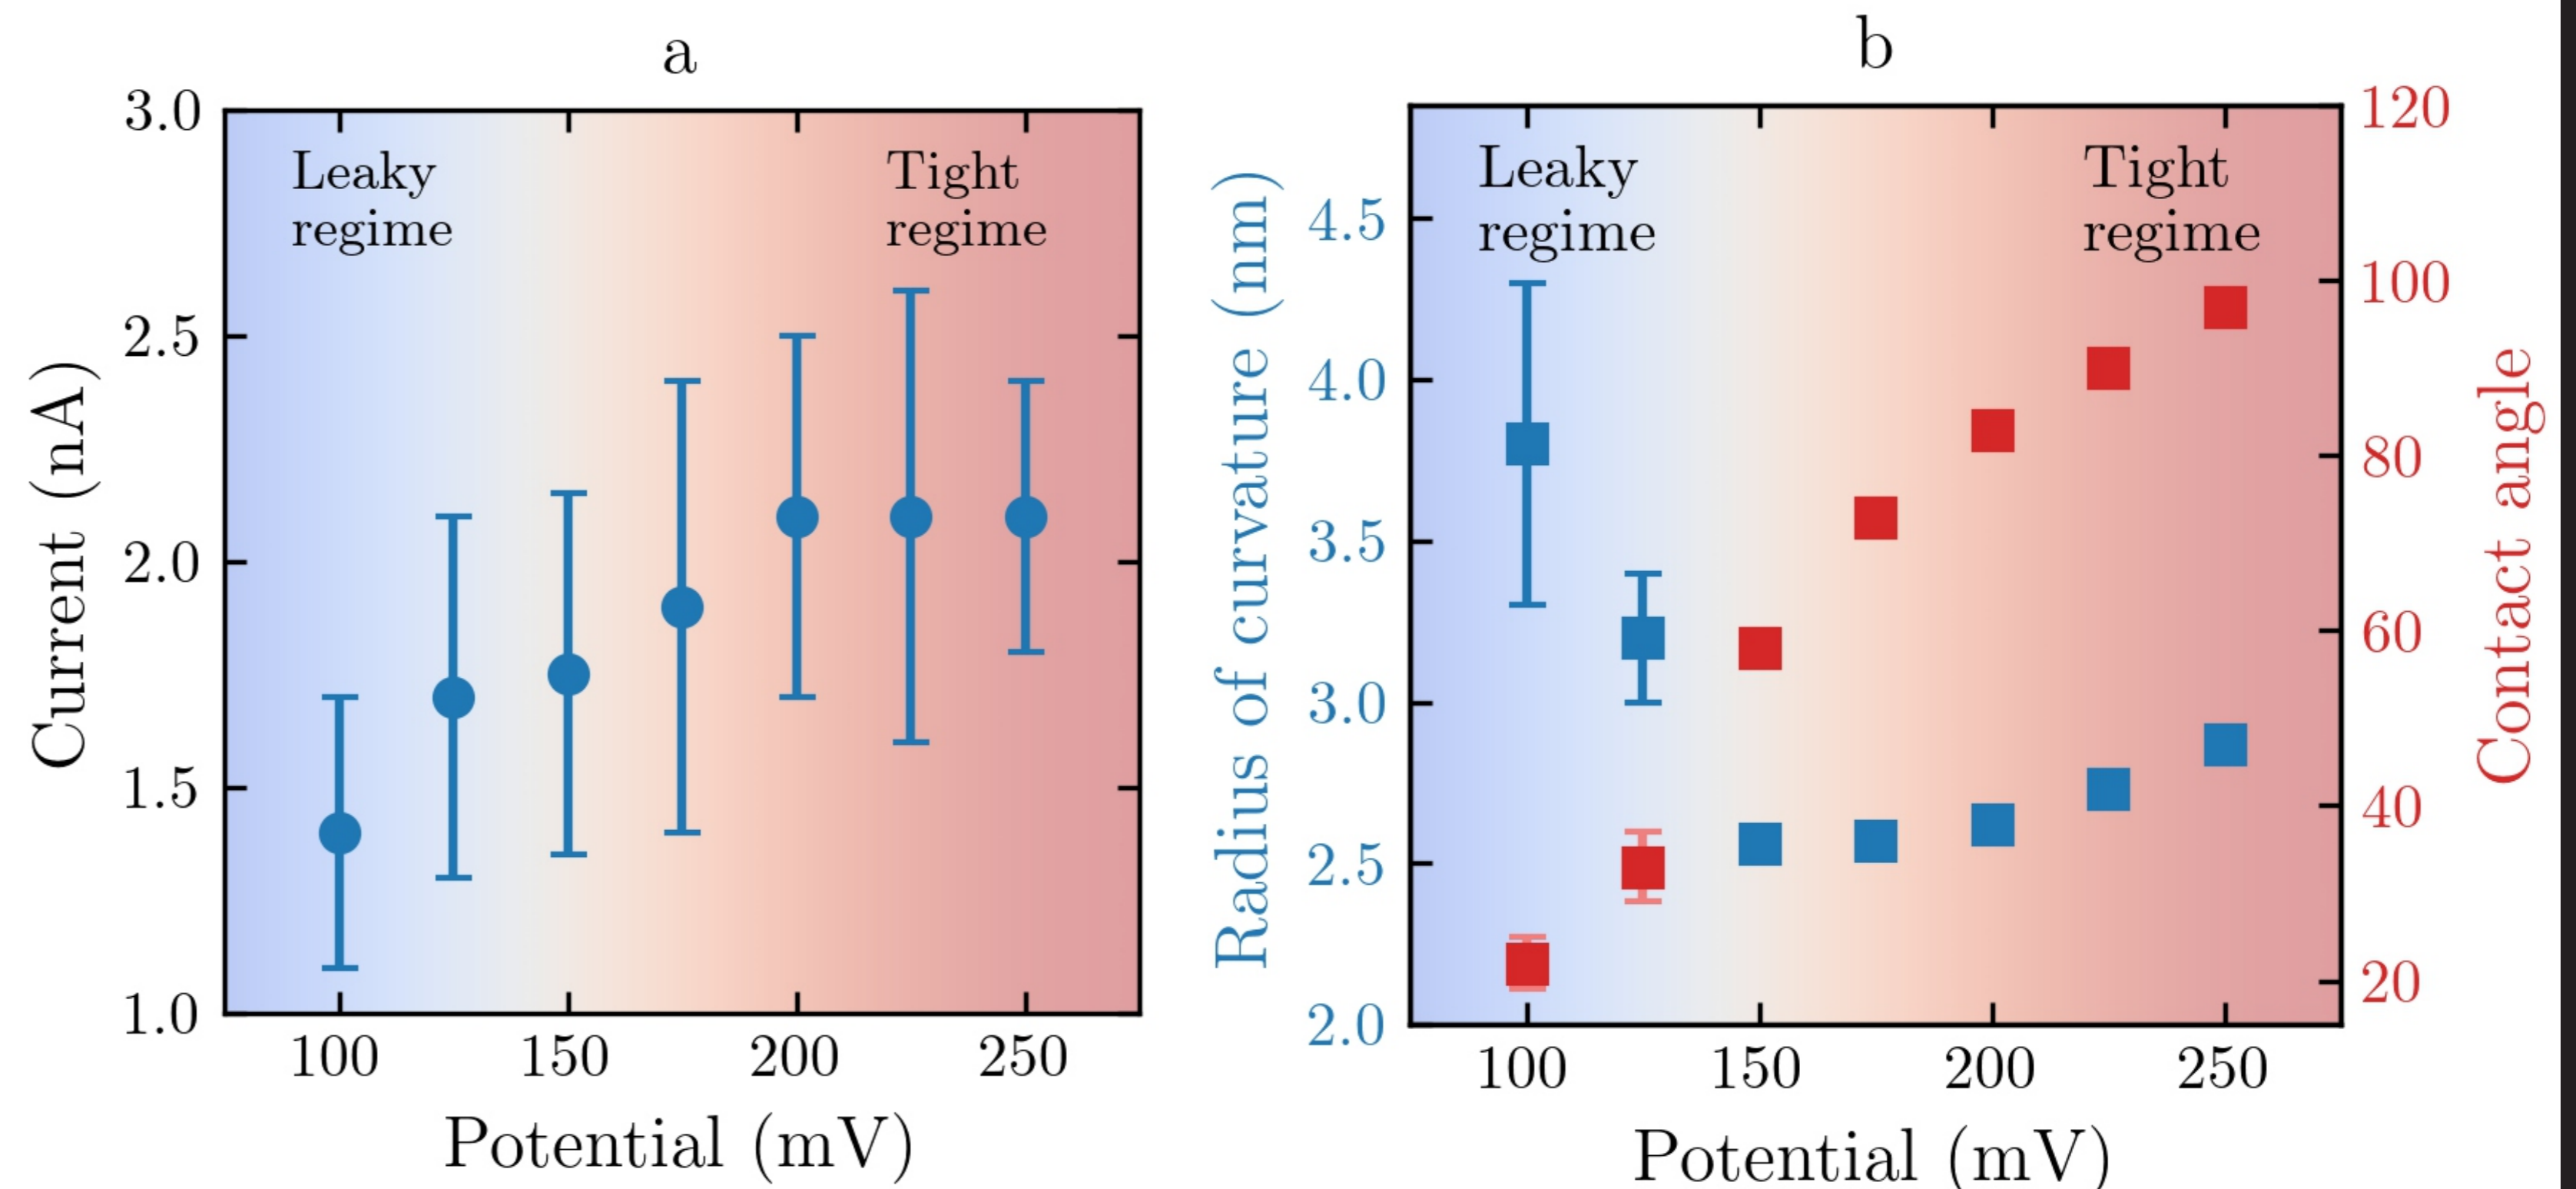 a
3.0
2.5
2.0
1.5
1.0
Current (nA)
Leaky
regime
Tight
regime
100 150 200 250
Potential (mV)
b
4.5
4.0
3.5
3.0
2.5
2.0
Radius of curvature (nm)
Leaky
regime
Tight
regime
120
100
80
60
40
20
Contact angle
100 150 200 250
Potential (mV)